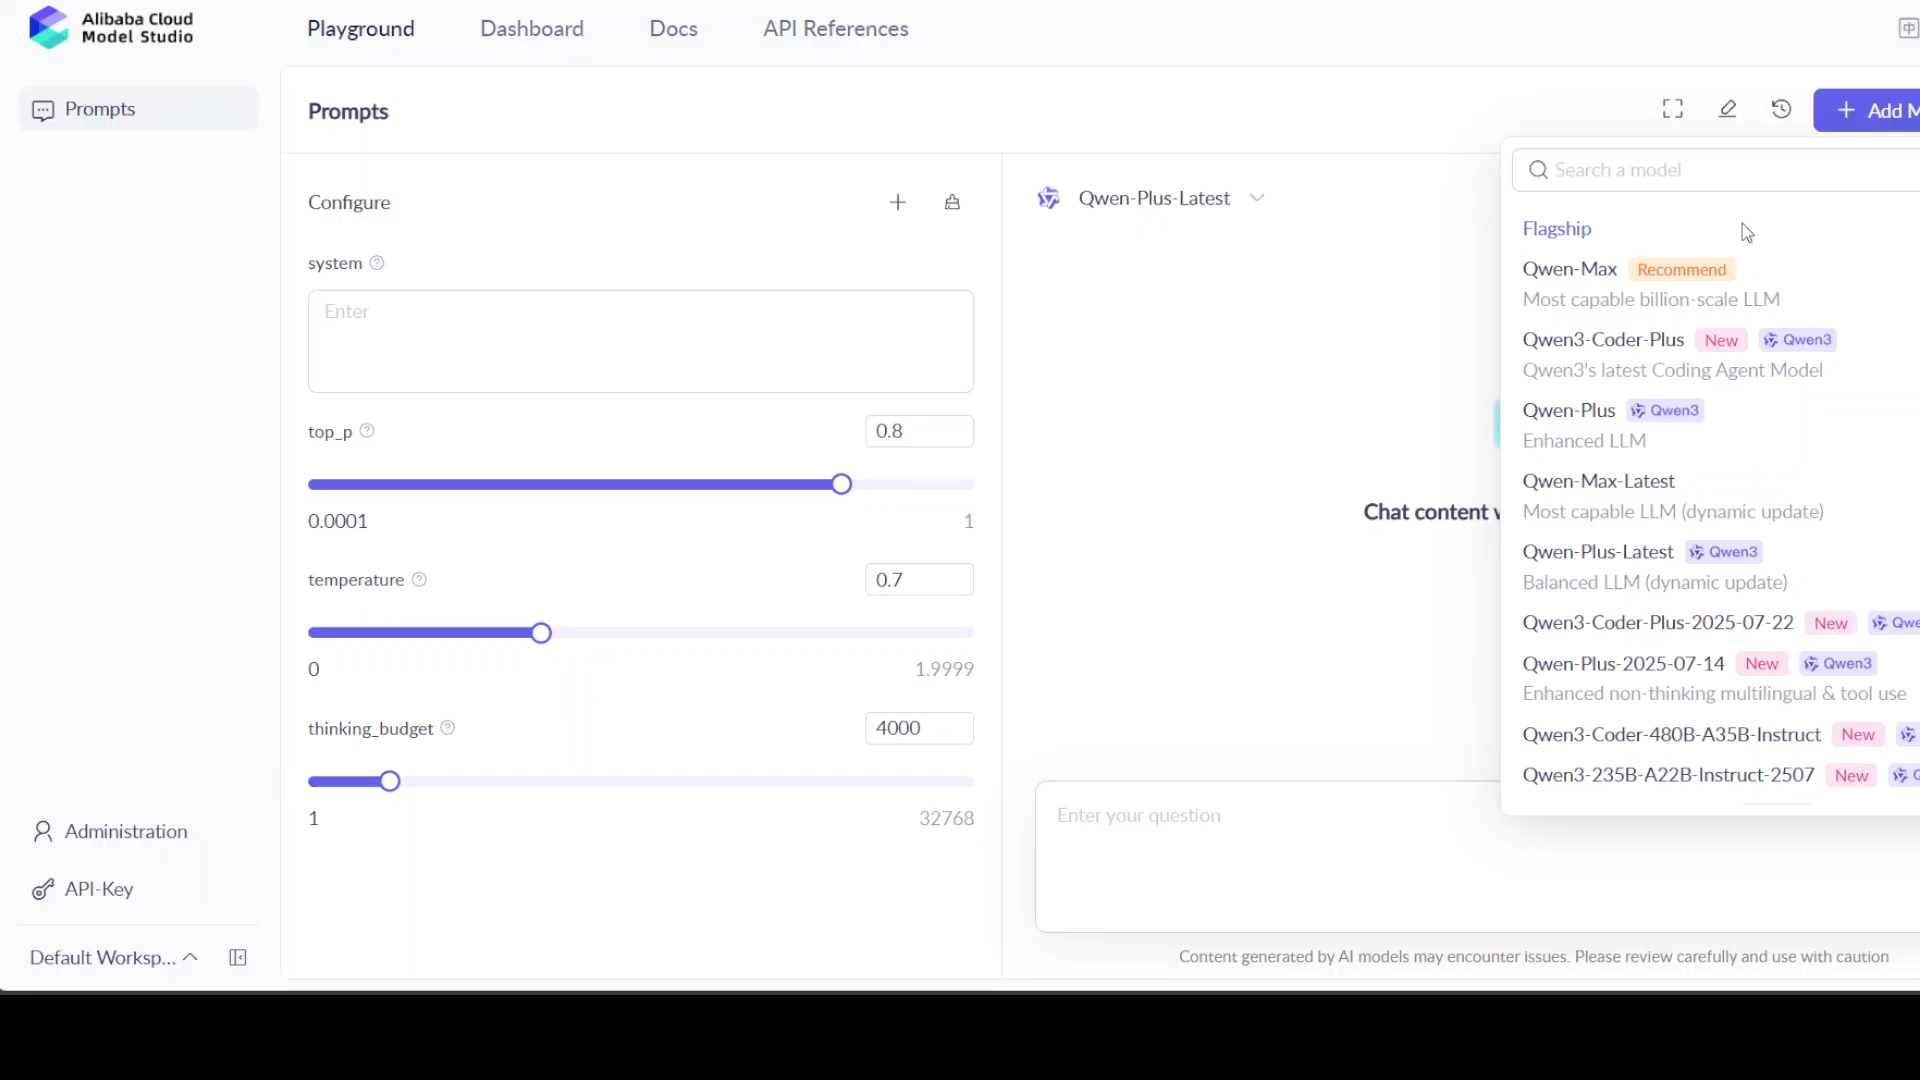 Alibaba Cloud
Model Studio
Playground
Dashboard
Docs
API References
中
Prompts
Prompts
Add
Configure
system
Enter
top_p
0.8
0.0001
1
temperature
0.7
0
1.9999
thinking_budget
4000
1
32768
Administration
API-Key
Default Worksp...
Qwen-Plus-Latest
Chat content
Enter your question
Content generated by AI models may encounter issues. Please review carefully and use with caution
Search a model
Flagship
Qwen-Max Recommend
Most capable billion-scale LLM
Qwen3-Coder-Plus New Qwen3
Qwen3's latest Coding Agent Model
Qwen-Plus Qwen3
Enhanced LLM
Qwen-Max-Latest
Most capable LLM (dynamic update)
Qwen-Plus-Latest Qwen3
Balanced LLM (dynamic update)
Qwen3-Coder-Plus-2025-07-22 New
Qwen-Plus-2025-07-14 New Qwen3
Enhanced non-thinking multilingual & tool use
Qwen3-Coder-480B-A35B-Instruct New
Qwen3-235B-A22B-Instruct-2507 New